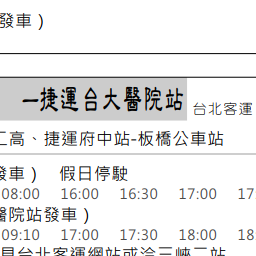 發車）
一捷運台大醫院站 台北客運
工高、捷運府中站-板橋公車站
發車） 假日停駛
08:00 16:00 16:30 17:00 17
醫院站發車）
09:10 17:00 17:30 18:00 18
見台北客運網站或洽三峽二站